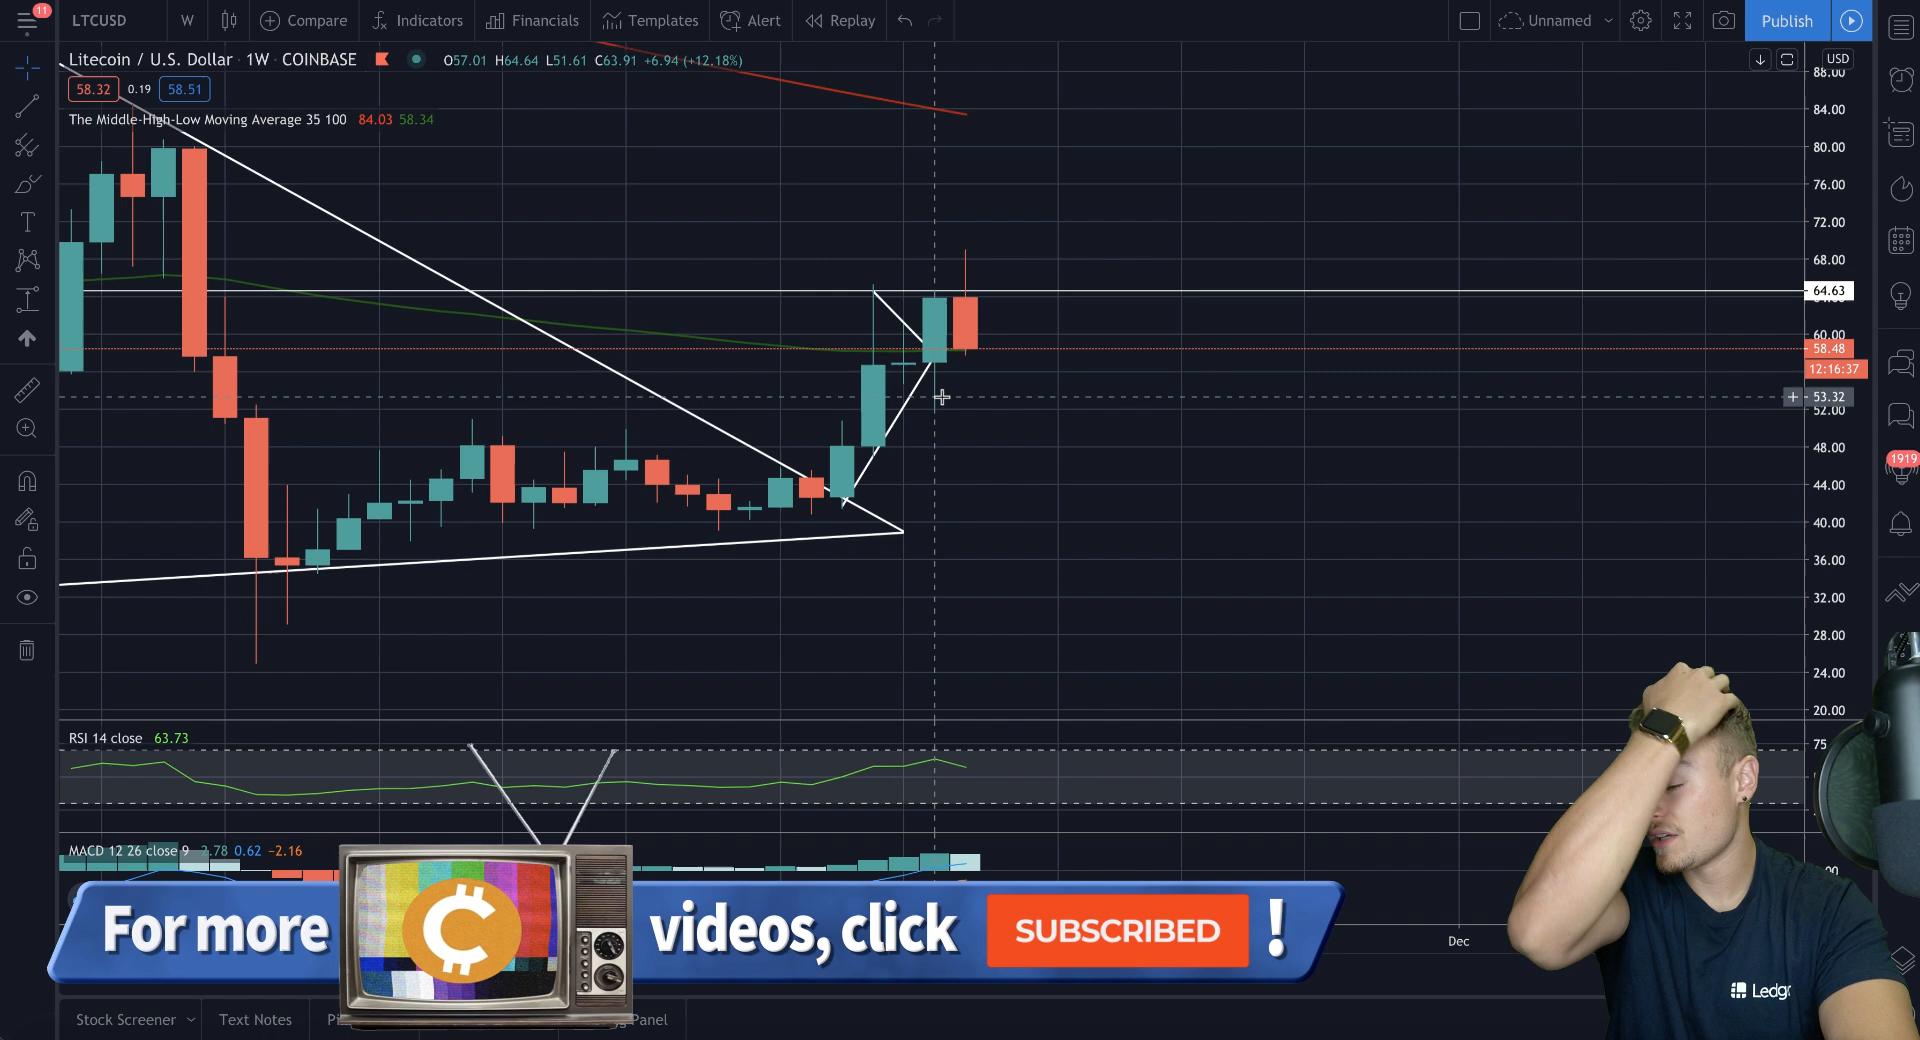 11 LTCUSD W Compare Indicators Financials Templates Alert Replay Unnamed Publish
Litecoin / U.S. Dollar · 1W · COINBASE O57.01 H64.64 L51.61 C63.91 +6.94 (+12.18%) USD
58.32 0.19 58.51
The Middle-High-Low Moving Average 35 100 84.03 58.34
88.00
84.00
80.00
76.00
72.00
68.00
64.63
60.00
58.48
12:16:37
53.32
52.00
48.00
1919
44.00
40.00
36.00
32.00
28.00
24.00
20.00
RSI 14 close 63.73
75
MACD 12 26 close 9 2.78 0.62 −2.16
For more videos, click SUBSCRIBED !
Dec
Ledg
Stock Screener Text Notes Panel